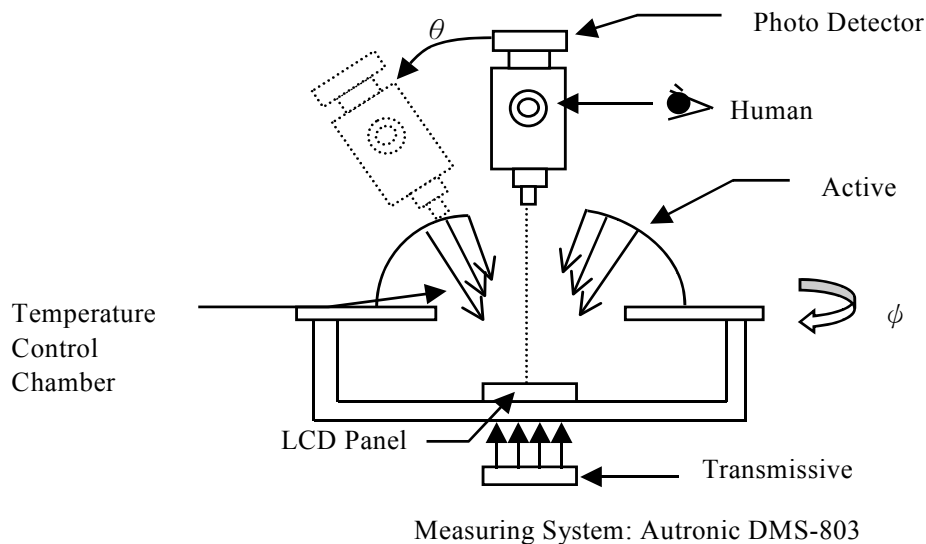 θ
Photo Detector
Human
Active
Temperature
Control
Chamber
ϕ
LCD Panel
Transmissive
Measuring System: Autronic DMS-803